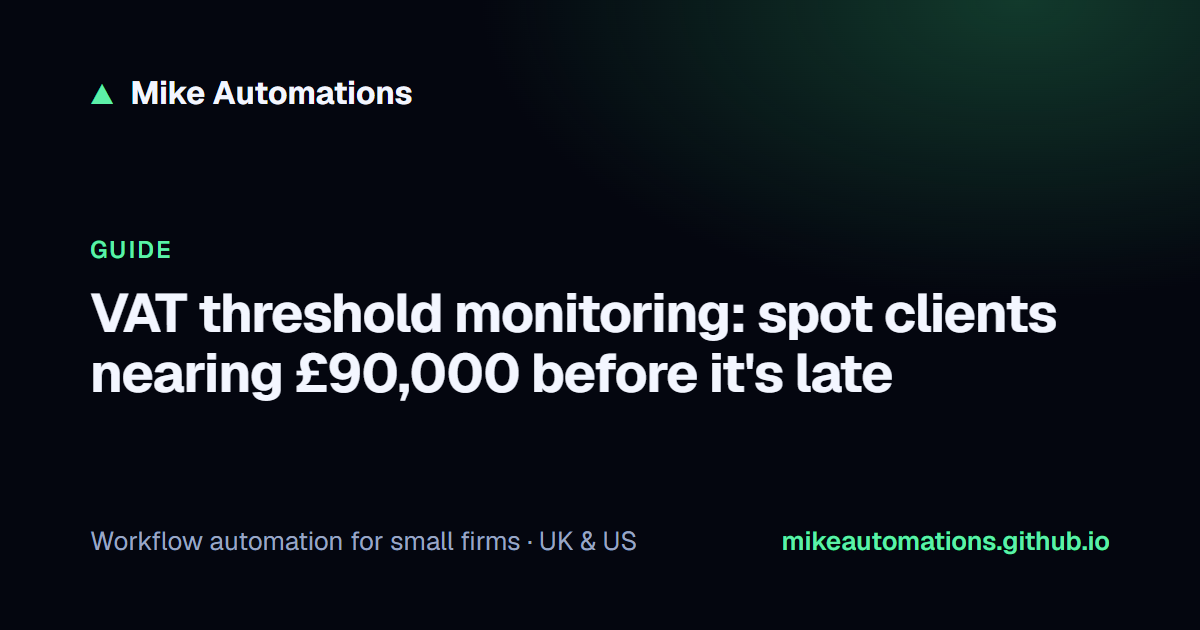 Mike Automations
GUIDE
VAT threshold monitoring: spot clients
nearing £90,000 before it's late
Workflow automation for small firms · UK & US
mikeautomations.github.io